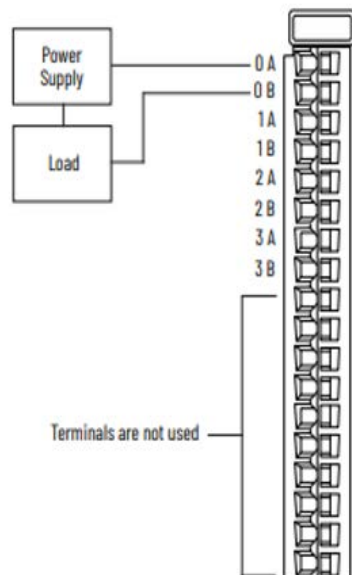 Power
Supply
Load
0 A
0 B
1 A
1 B
2 A
2 B
3 A
3 B
Terminals are not used